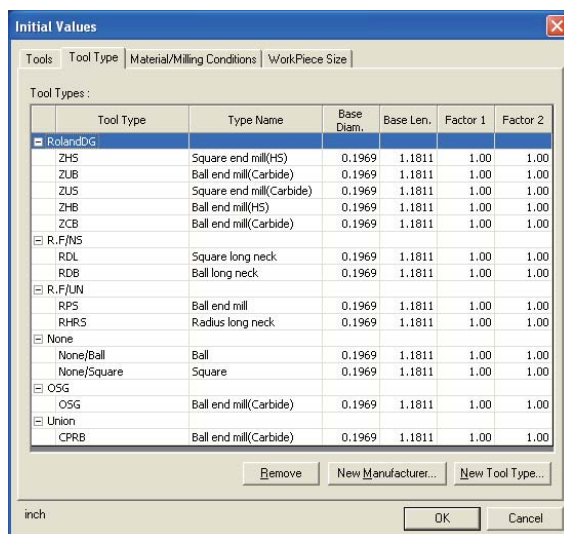 Initial Values
Tools Tool Type Material/Milling Conditions WorkPiece Size
Tool Types :
Tool Type Type Name Base Diam. Base Len. Factor 1 Factor 2
RolandDG
ZHS Square end mill(HS) 0.1969 1.1811 1.00 1.00
ZUB Ball end mill(Carbide) 0.1969 1.1811 1.00 1.00
ZUS Square end mill(Carbide) 0.1969 1.1811 1.00 1.00
ZHB Ball end mill(HS) 0.1969 1.1811 1.00 1.00
ZCB Ball end mill(Carbide) 0.1969 1.1811 1.00 1.00
R.F/NS
RDL Square long neck 0.1969 1.1811 1.00 1.00
RDB Ball long neck 0.1969 1.1811 1.00 1.00
R.F/UN
RPS Ball end mill 0.1969 1.1811 1.00 1.00
RHRS Radius long neck 0.1969 1.1811 1.00 1.00
None
None/Ball Ball 0.1969 1.1811 1.00 1.00
None/Square Square 0.1969 1.1811 1.00 1.00
OSG
OSG Ball end mill(Carbide) 0.1969 1.1811 1.00 1.00
Union
CPRB Ball end mill(Carbide) 0.1969 1.1811 1.00 1.00
Remove New Manufacturer... New Tool Type...
inch OK Cancel